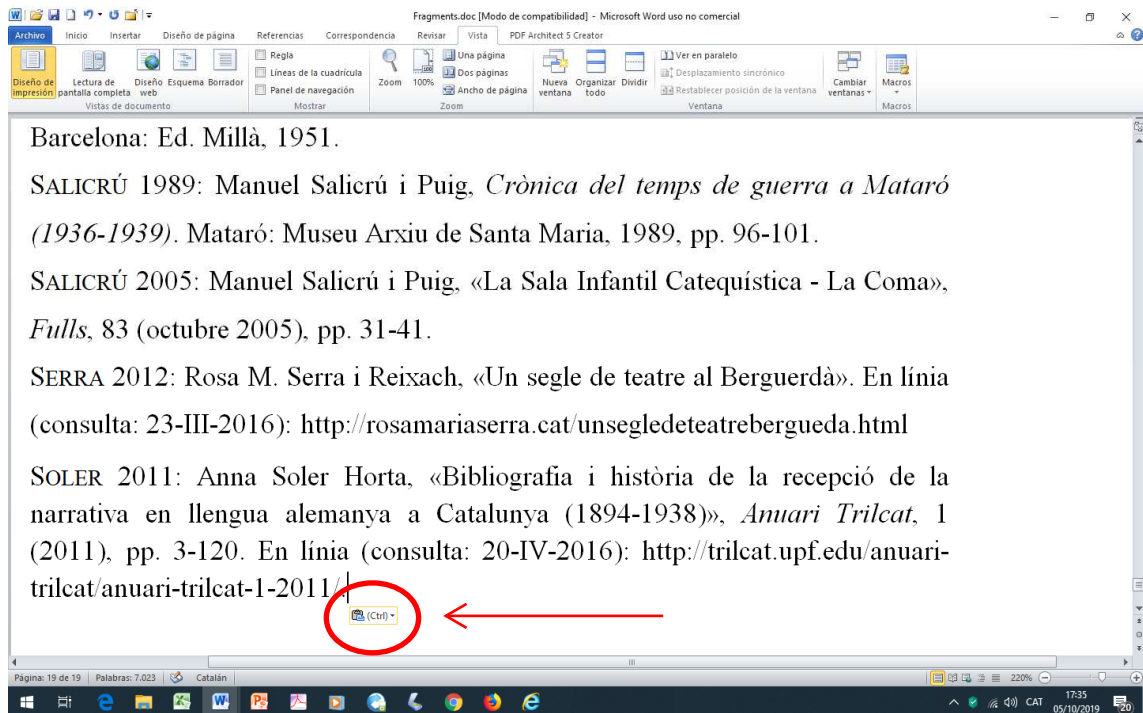 Fragments.doc [Modo de compatibilidad] - Microsoft Word uso no comercial
Archivo Inicio Insertar Diseño de página Referencias Correspondencia Revisar Vista PDF Architect 5 Creator
Diseño de impresión
Lectura de pantalla completa
Diseño web
Esquema
Borrador
Vistas de documento
Regla
Líneas de la cuadrícula
Panel de navegación
Mostrar
Zoom
100%
Una página
Dos páginas
Ancho de página
Zoom
Nueva ventana
Organizar todo
Dividir
Ver en paralelo
Desplazamiento sincrónico
Restablecer posición de la ventana
Ventana
Cambiar ventanas
Macros
Macros
Barcelona: Ed. Millà, 1951.
SALICRÚ 1989: Manuel Salicrú i Puig, Crònica del temps de guerra a Mataró
(1936-1939). Mataró: Museu Arxiu de Santa Maria, 1989, pp. 96-101.
SALICRÚ 2005: Manuel Salicrú i Puig, «La Sala Infantil Catequística - La Coma»,
Fulls, 83 (octubre 2005), pp. 31-41.
SERRA 2012: Rosa M. Serra i Reixach, «Un segle de teatre al Berguerdà». En línia
(consulta: 23-III-2016): http://rosamariaserra.cat/unsegledeteatrebergueda.html
SOLER 2011: Anna Soler Horta, «Bibliografia i història de la recepció de la
narrativa en llengua alemanya a Catalunya (1894-1938)», Anuari Trilcat, 1
(2011), pp. 3-120. En línia (consulta: 20-IV-2016): http://trilcat.upf.edu/anuari-
trilcat/anuari-trilcat-1-2011/.
(Ctrl)
Página: 19 de 19 Palabras: 7.023 Catalán 220%
CAT 17:35
05/10/2019 20